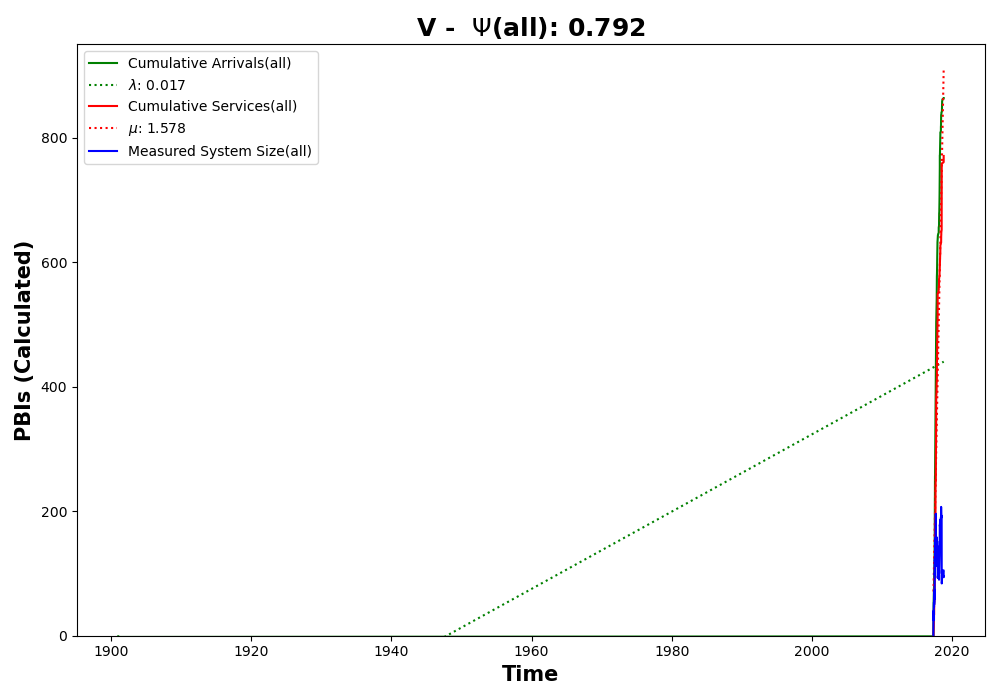 V - Ψ(all): 0.792
Cumulative Arrivals(all)
λ: 0.017
Cumulative Services(all)
μ: 1.578
Measured System Size(all)
PBIs (Calculated)
800
600
400
200
0
1900 1920 1940 1960 1980 2000 2020
Time